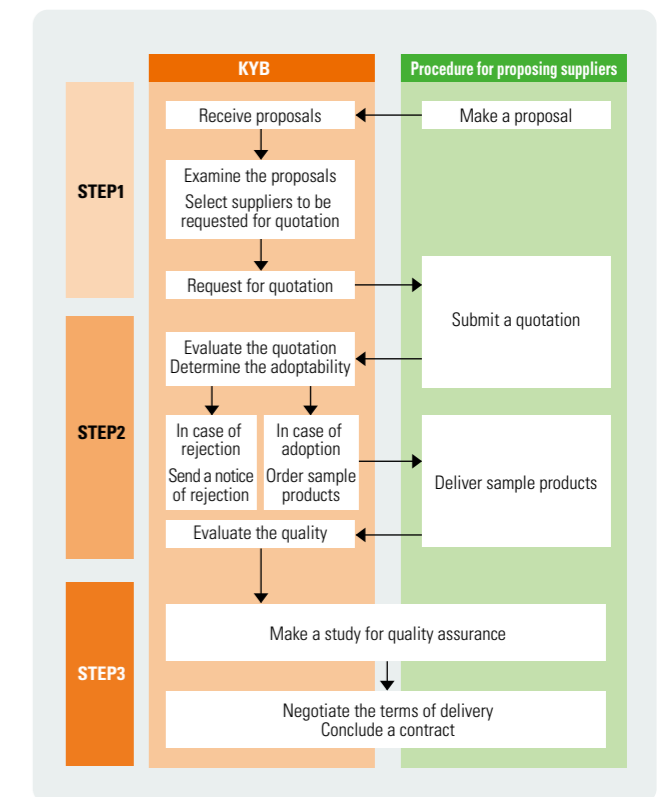 KYB
Procedure for proposing suppliers
STEP1
Receive proposals
Make a proposal
Examine the proposals
Select suppliers to be
requested for quotation
Request for quotation
Submit a quotation
STEP2
Evaluate the quotation
Determine the adoptability
In case of
rejection
Send a notice
of rejection
In case of
adoption
Order sample
products
Deliver sample products
Evaluate the quality
STEP3
Make a study for quality assurance
Negotiate the terms of delivery
Conclude a contract